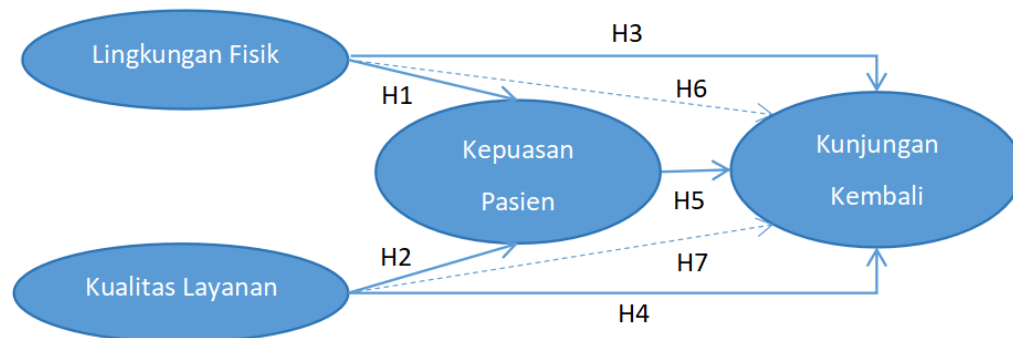 H3
Lingkungan Fisik
H1
H6
Kepuasan
Pasien
Kunjungan
Kembali
H5
H2
H7
Kualitas Layanan
H4